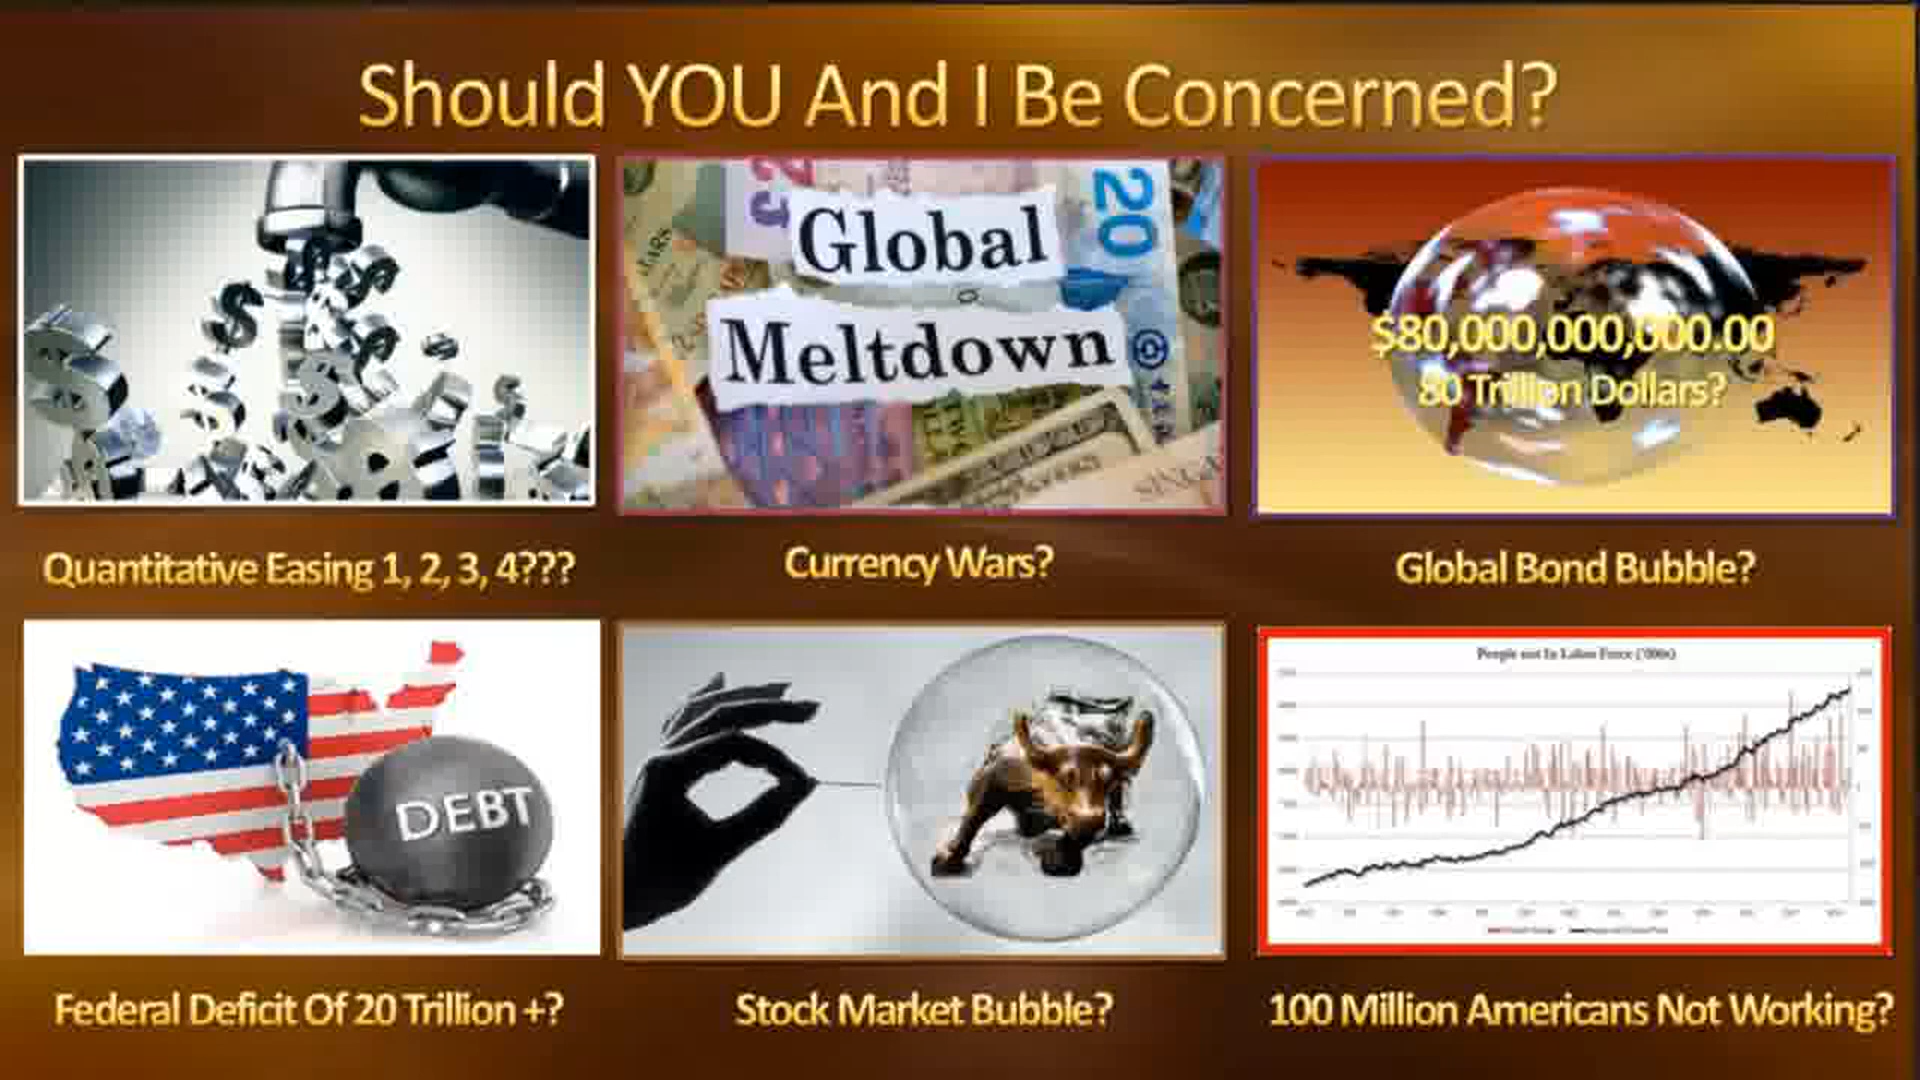 Should YOU And I Be Concerned?
Global
Meltdown
20
$80,000,000,000.00
80 Trillion Dollars?
Quantitative Easing 1, 2, 3, 4???
Currency Wars?
Global Bond Bubble?
DEBT
People not In Labor Force ('000s)
Federal Deficit Of 20 Trillion +?
Stock Market Bubble?
100 Million Americans Not Working?